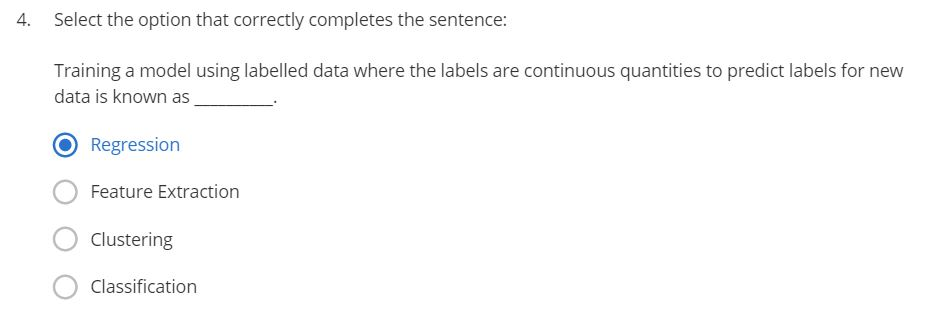 4. Select the option that correctly completes the sentence:
Training a model using labelled data where the labels are continuous quantities to predict labels for new
data is known as __________.
Regression
Feature Extraction
Clustering
Classification